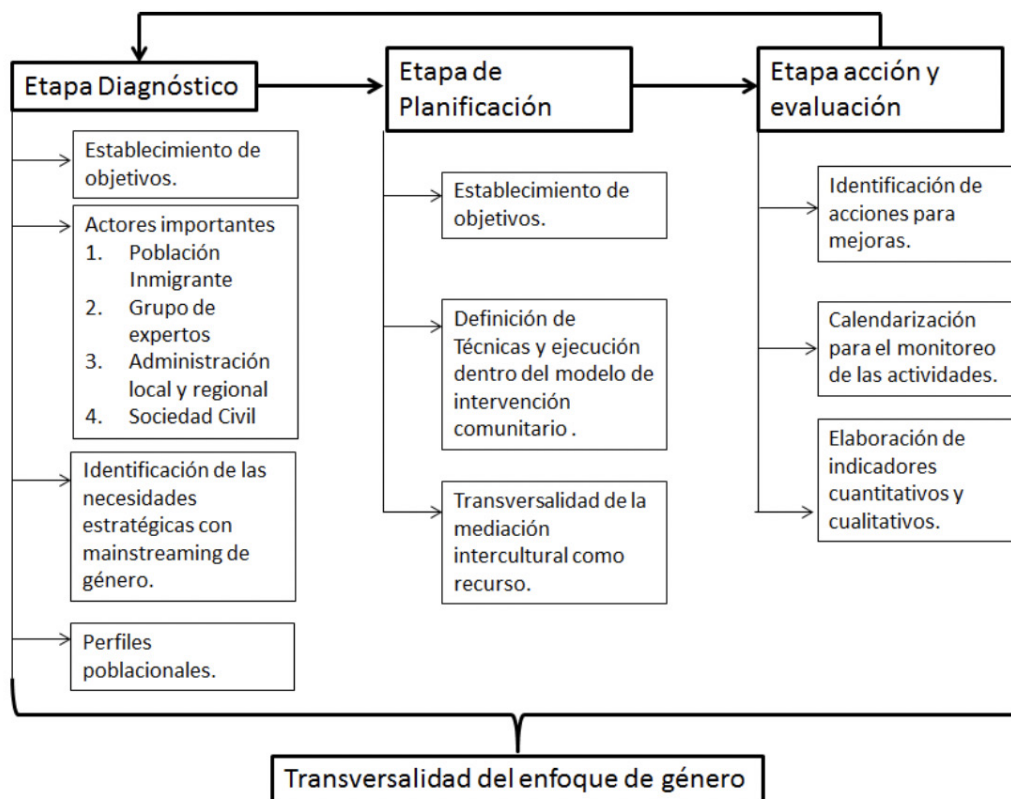 Etapa Diagnóstico
Establecimiento de
objetivos.
Actores importantes
1. Población
Inmigrante
2. Grupo de
expertos
3. Administración
local y regional
4. Sociedad Civil
Identificación de las
necesidades
estratégicas con
mainstreaming de
género.
Perfiles
poblacionales.
Etapa de
Planificación
Establecimiento de
objetivos.
Definición de
Técnicas y ejecución
dentro del modelo de
intervención
comunitario .
Transversalidad de la
mediación
intercultural como
recurso.
Etapa acción y
evaluación
Identificación de
acciones para
mejoras.
Calendarización
para el monitoreo
de las actividades.
Elaboración de
indicadores
cuantitativos y
cualitativos.
Transversalidad del enfoque de género